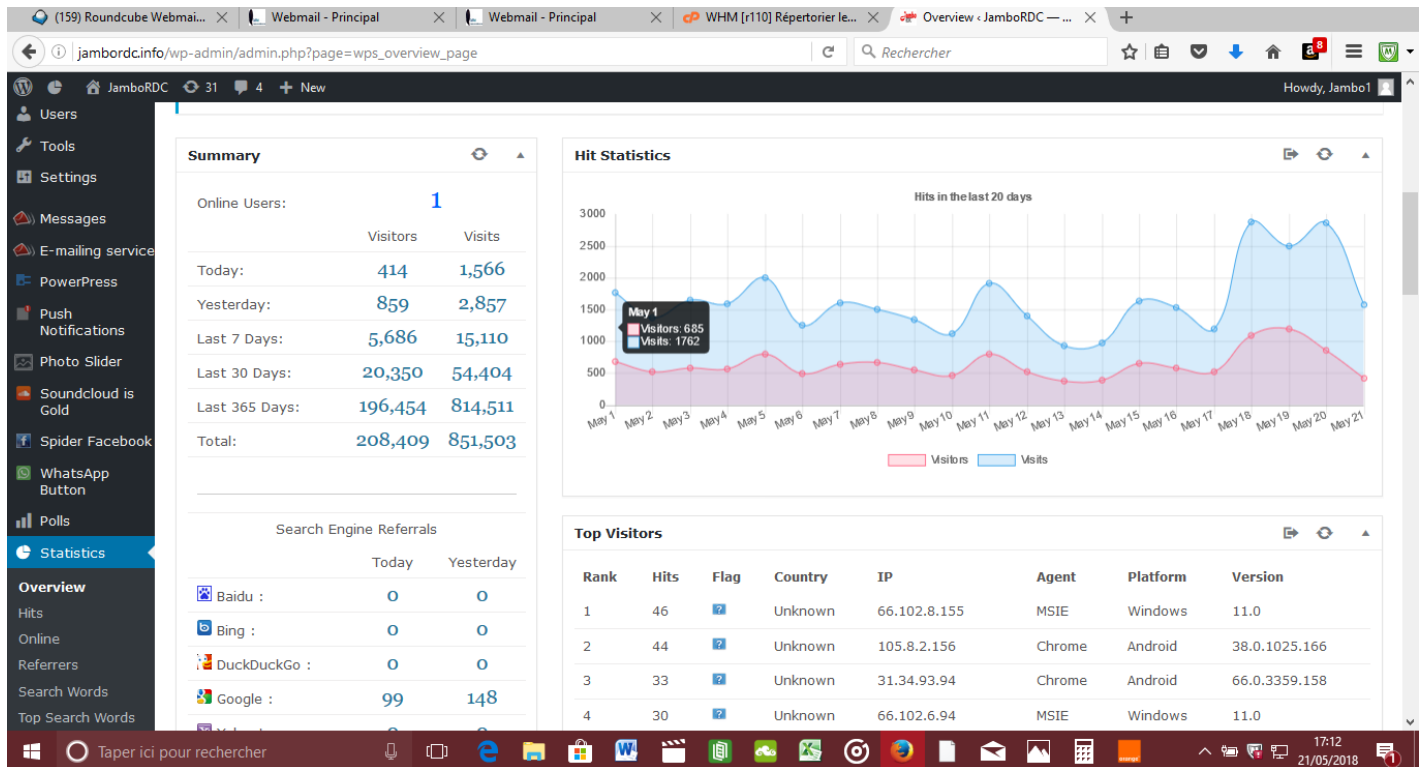 (159) Roundcube Webmai...
Webmail - Principal
Webmail - Principal
WHM [r110] Répertorier le...
Overview ‹ JamboRDC — ...
jambordc.info/wp-admin/admin.php?page=wps_overview_page
Rechercher
8
JamboRDC 31 4 New
Howdy, Jambo1
Users
Tools
Settings
Messages
E-mailing service
PowerPress
Push
Notifications
Photo Slider
Soundcloud is
Gold
Spider Facebook
WhatsApp
Button
Polls
Statistics
Overview
Hits
Online
Referrers
Search Words
Top Search Words
Summary
Online Users: 1
Visitors Visits
Today: 414 1,566
Yesterday: 859 2,857
Last 7 Days: 5,686 15,110
Last 30 Days: 20,350 54,404
Last 365 Days: 196,454 814,511
Total: 208,409 851,503
Search Engine Referrals
Today Yesterday
Baidu : 0 0
Bing : 0 0
DuckDuckGo : 0 0
Google : 99 148
Hit Statistics
Hits in the last 20 days
3000
2500
2000
1500
1000
500
0
May 1
Visitors: 685
Visits: 1762
May 1 May 2 May 3 May 4 May 5 May 6 May 7 May 8 May 9 May 10 May 11 May 12 May 13 May 14 May 15 May 16 May 17 May 18 May 19 May 20 May 21
Visitors Visits
Top Visitors
Rank Hits Flag Country IP Agent Platform Version
1 46 Unknown 66.102.8.155 MSIE Windows 11.0
2 44 Unknown 105.8.2.156 Chrome Android 38.0.1025.166
3 33 Unknown 31.34.93.94 Chrome Android 66.0.3359.158
4 30 Unknown 66.102.6.94 MSIE Windows 11.0
Taper ici pour rechercher
17:12
21/05/2018
1